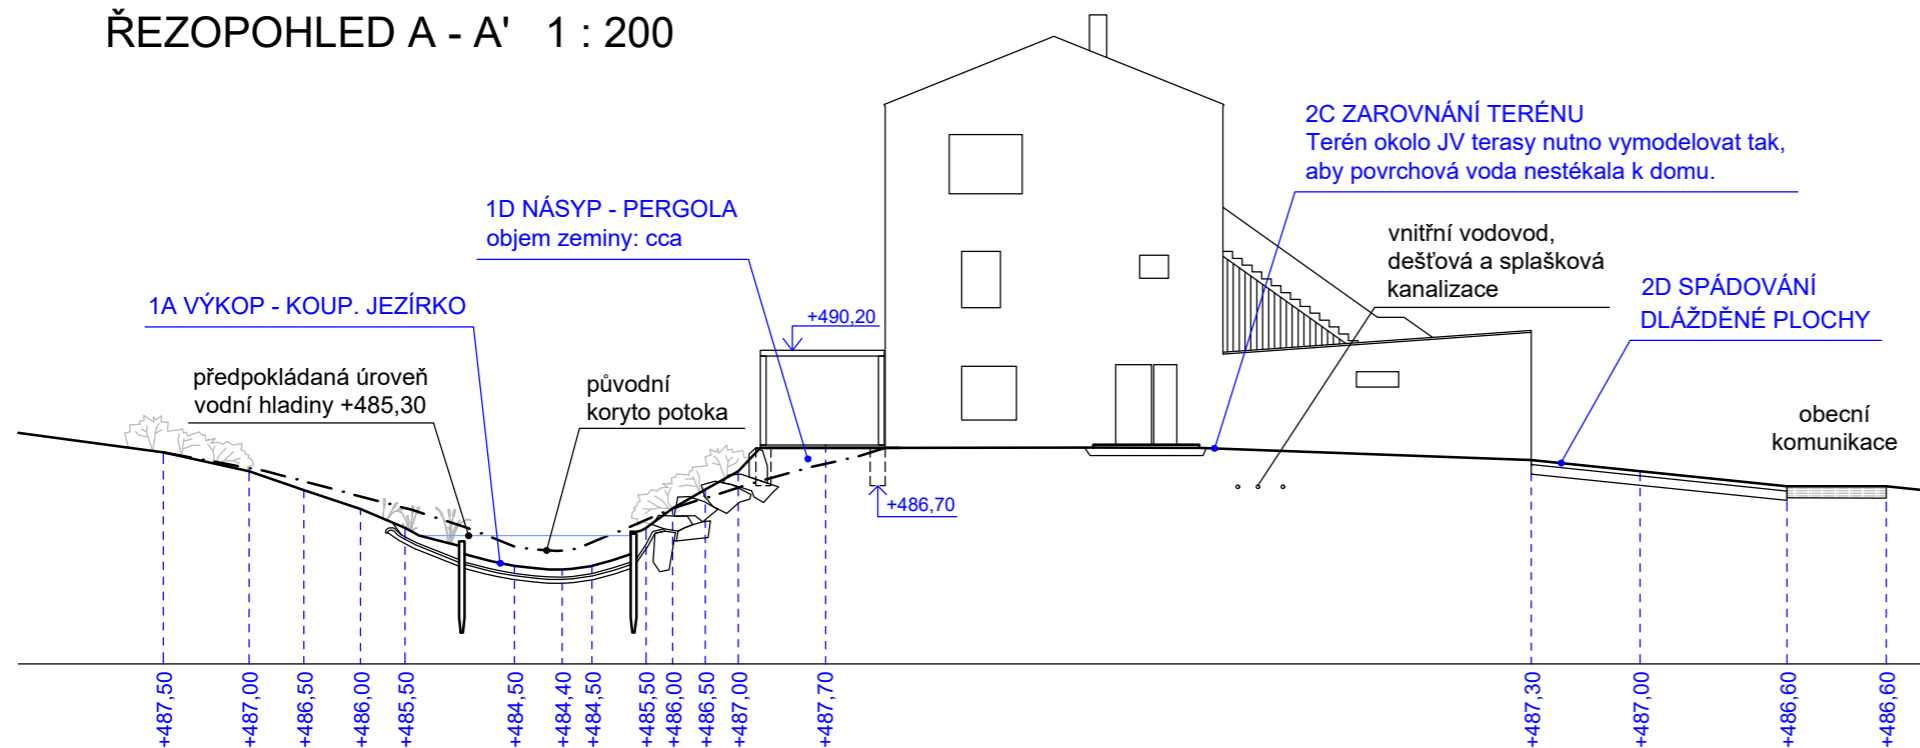 ŘEZOPOHLED A - A' 1 : 200
2C ZAROVNÁNÍ TERÉNU
Terén okolo JV terasy nutno vymodelovat tak,
aby povrchová voda nestékala k domu.
1D NÁSYP - PERGOLA
objem zeminy: cca
vnitřní vodovod,
dešťová a splašková
kanalizace
2D SPÁDOVÁNÍ
DLÁŽDĚNÉ PLOCHY
1A VÝKOP - KOUP. JEZÍRKO
+490,20
předpokládaná úroveň
vodní hladiny +485,30
původní
koryto potoka
obecní
komunikace
+486,70
+487,50
+487,00
+486,50
+486,00
+485,50
+484,50
+484,40
+484,50
+485,50
+486,00
+486,50
+487,00
+487,70
+487,30
+487,00
+486,60
+486,60